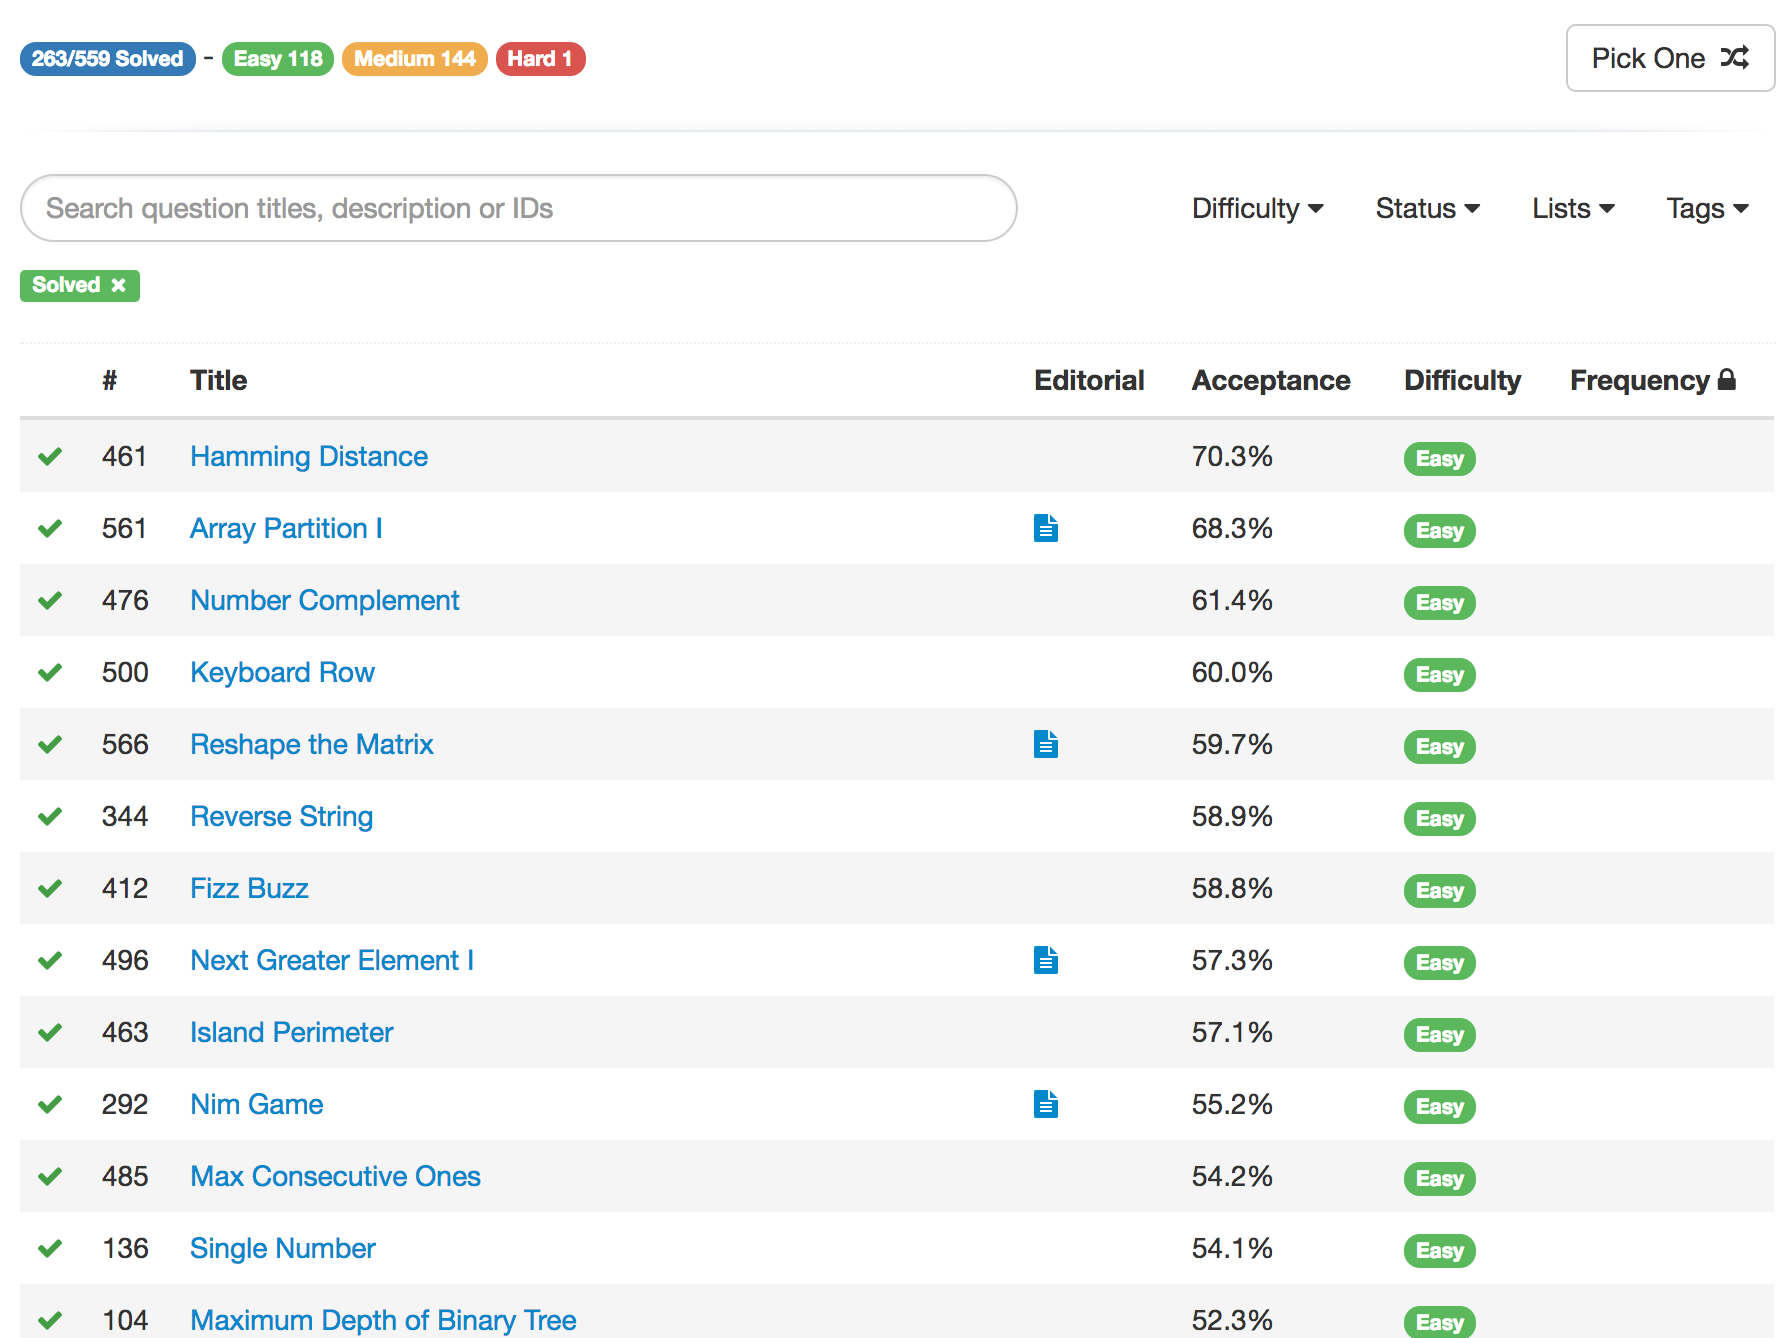 263/559 Solved - Easy 118 Medium 144 Hard 1 Pick One
Search question titles, description or IDs Difficulty Status Lists Tags
Solved ×
# Title Editorial Acceptance Difficulty Frequency
461 Hamming Distance 70.3% Easy
561 Array Partition I 68.3% Easy
476 Number Complement 61.4% Easy
500 Keyboard Row 60.0% Easy
566 Reshape the Matrix 59.7% Easy
344 Reverse String 58.9% Easy
412 Fizz Buzz 58.8% Easy
496 Next Greater Element I 57.3% Easy
463 Island Perimeter 57.1% Easy
292 Nim Game 55.2% Easy
485 Max Consecutive Ones 54.2% Easy
136 Single Number 54.1% Easy
104 Maximum Depth of Binary Tree 52.3% Easy